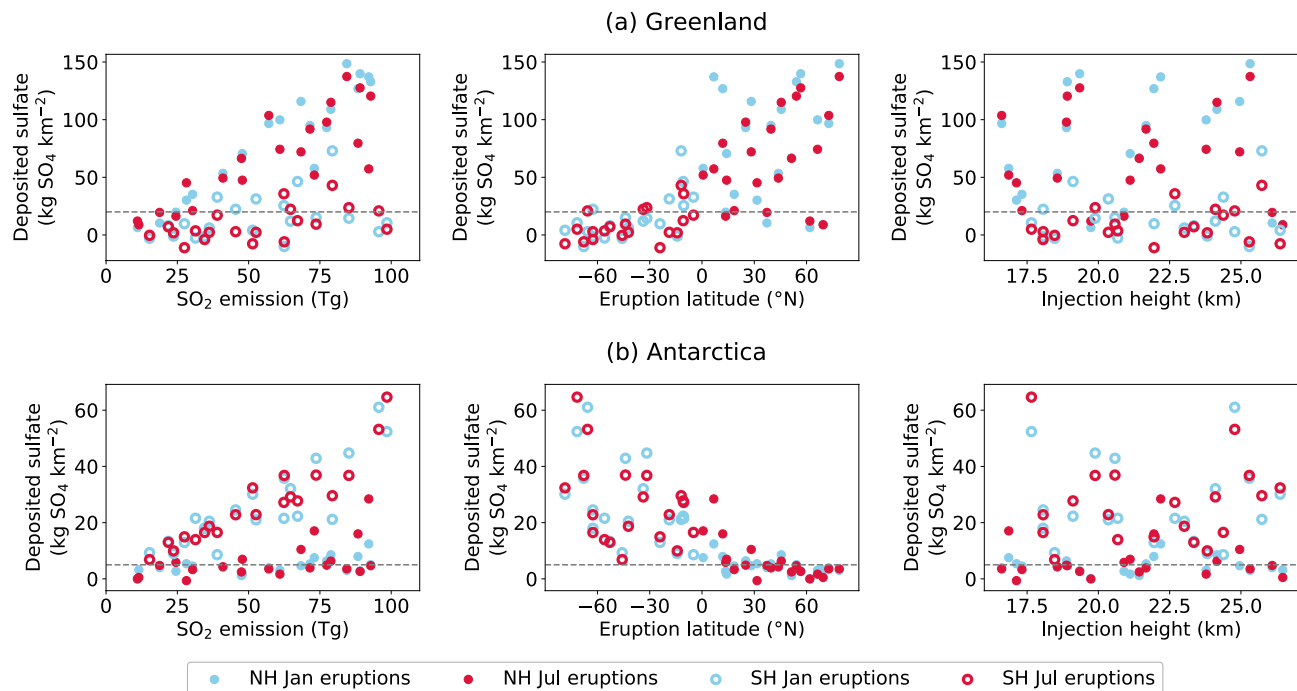 (a) Greenland
Deposited sulfate
(kg SO₄ km⁻²)
150
100
50
0
0 25 50 75 100
SO₂ emission (Tg)
Deposited sulfate
(kg SO₄ km⁻²)
150
100
50
0
−60 −30 0 30 60
Eruption latitude (°N)
Deposited sulfate
(kg SO₄ km⁻²)
150
100
50
0
17.5 20.0 22.5 25.0
Injection height (km)
(b) Antarctica
Deposited sulfate
(kg SO₄ km⁻²)
60
40
20
0
0 25 50 75 100
SO₂ emission (Tg)
Deposited sulfate
(kg SO₄ km⁻²)
60
40
20
0
−60 −30 0 30 60
Eruption latitude (°N)
Deposited sulfate
(kg SO₄ km⁻²)
60
40
20
0
17.5 20.0 22.5 25.0
Injection height (km)
NH Jan eruptions NH Jul eruptions SH Jan eruptions SH Jul eruptions